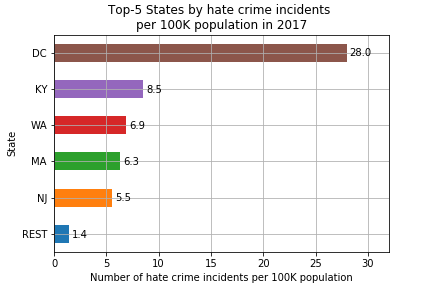 Top-5 States by hate crime incidents
per 100K population in 2017
State
DC
28.0
KY
8.5
WA
6.9
MA
6.3
NJ
5.5
REST
1.4
0 5 10 15 20 25 30
Number of hate crime incidents per 100K population